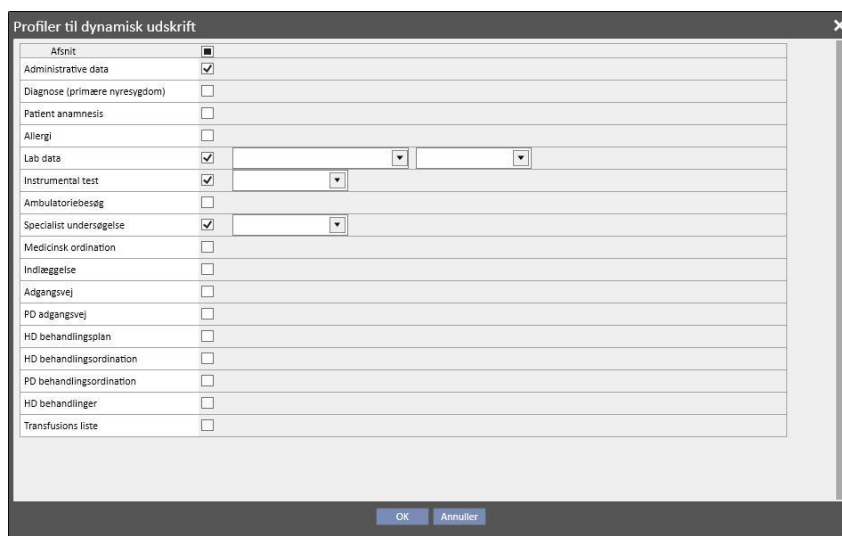 Profiler til dynamisk udskrift
Afsnit
Administrative data
Diagnose (primære nyresygdom)
Patient anamnesis
Allergi
Lab data
Instrumental test
Ambulatoriebesøg
Specialist undersøgelse
Medicinsk ordination
Indlæggelse
Adgangsvej
PD adgangsvej
HD behandlingsplan
HD behandlingsordination
PD behandlingsordination
HD behandlinger
Transfusions liste
OK Annuller